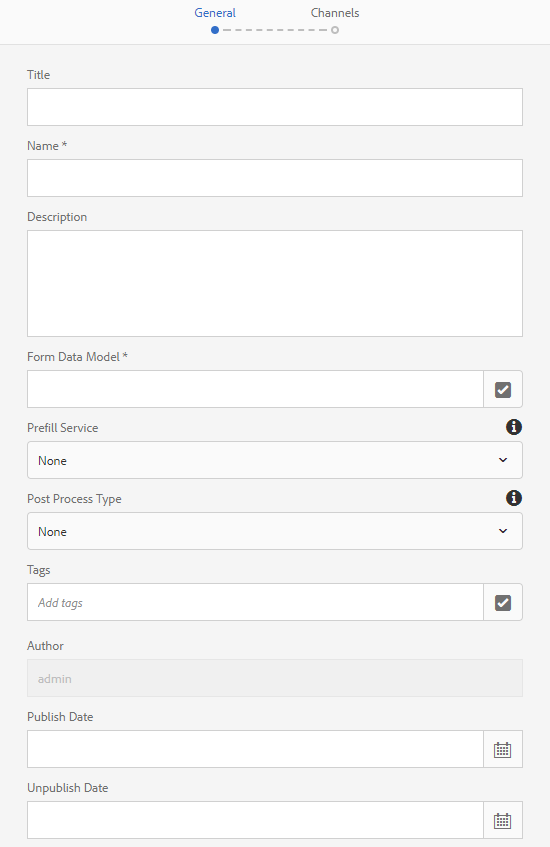 General Channels
Title
Name *
Description
Form Data Model *
Prefill Service
None
Post Process Type
None
Tags
Add tags
Author
admin
Publish Date
Unpublish Date